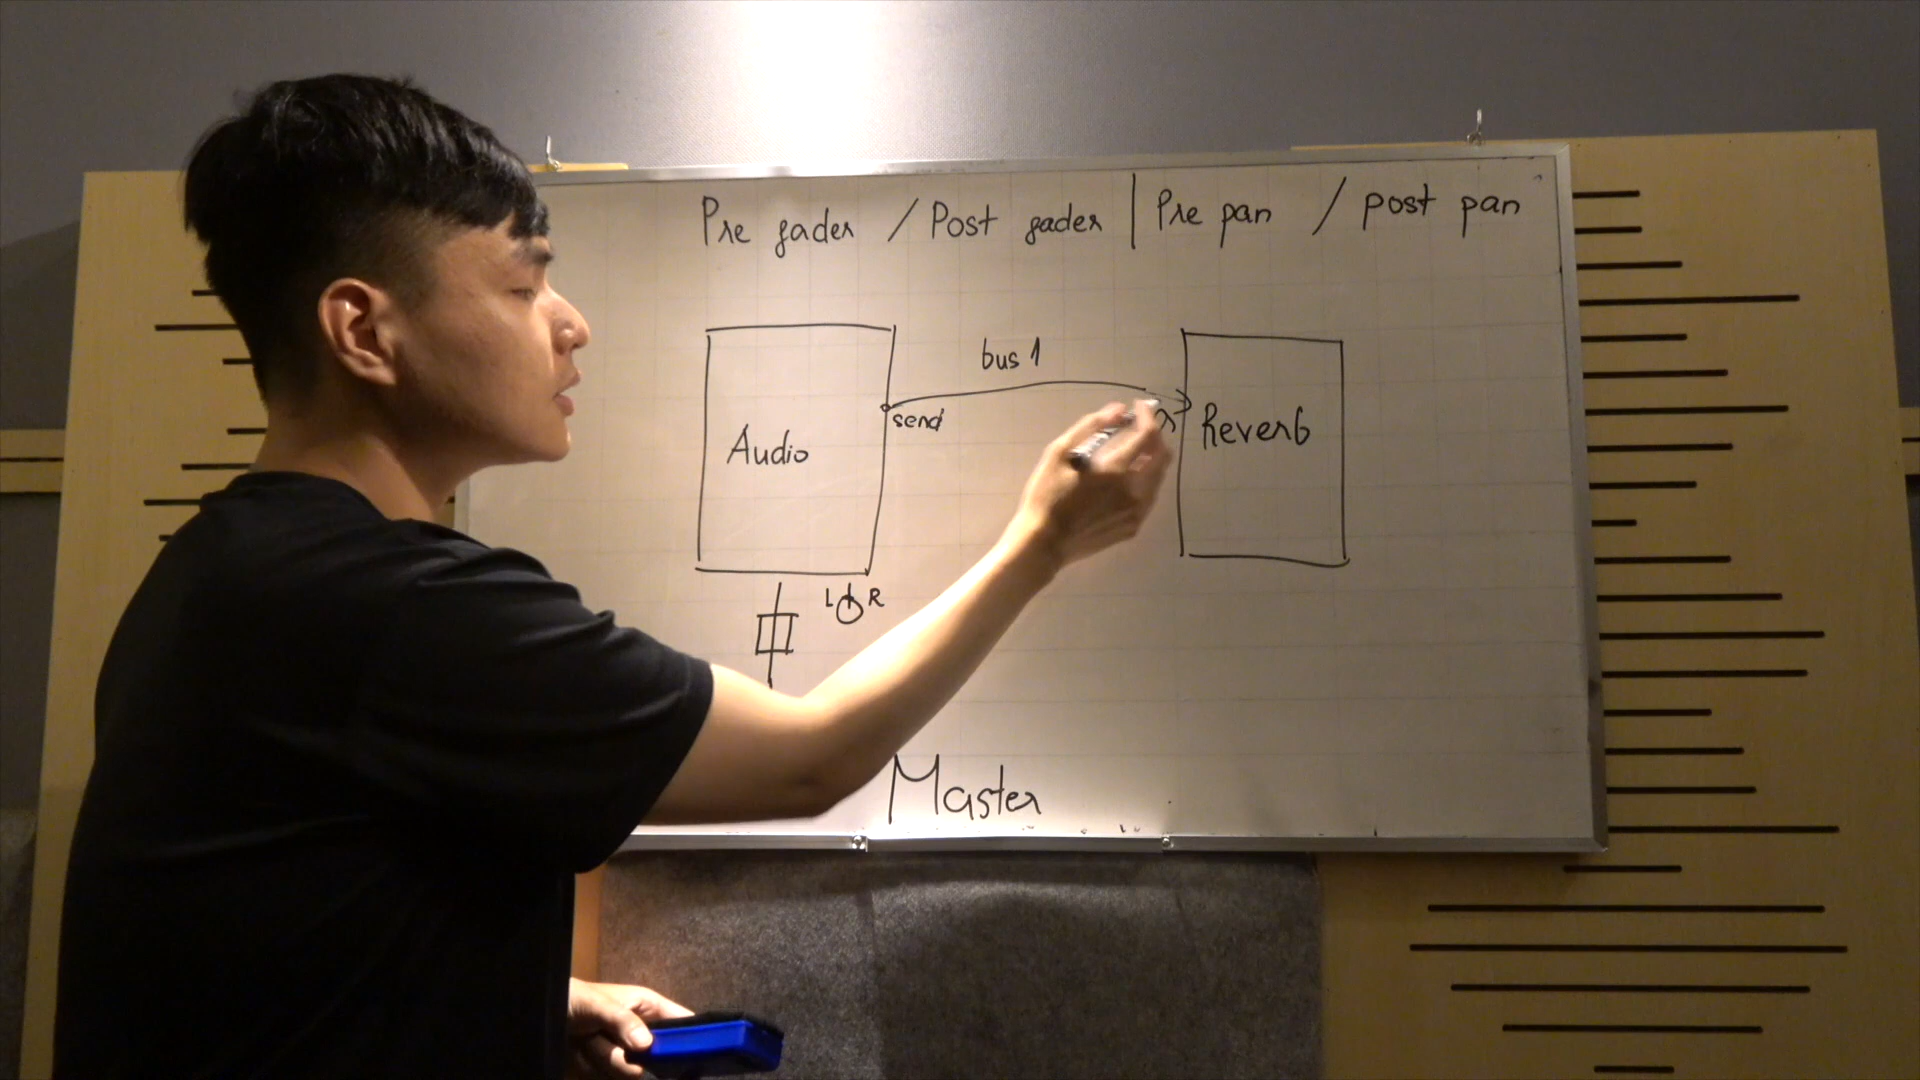 Pre fader / Post fader | Pre pan / post pan
bus 1
send
Audio
Reverb
L R
Master